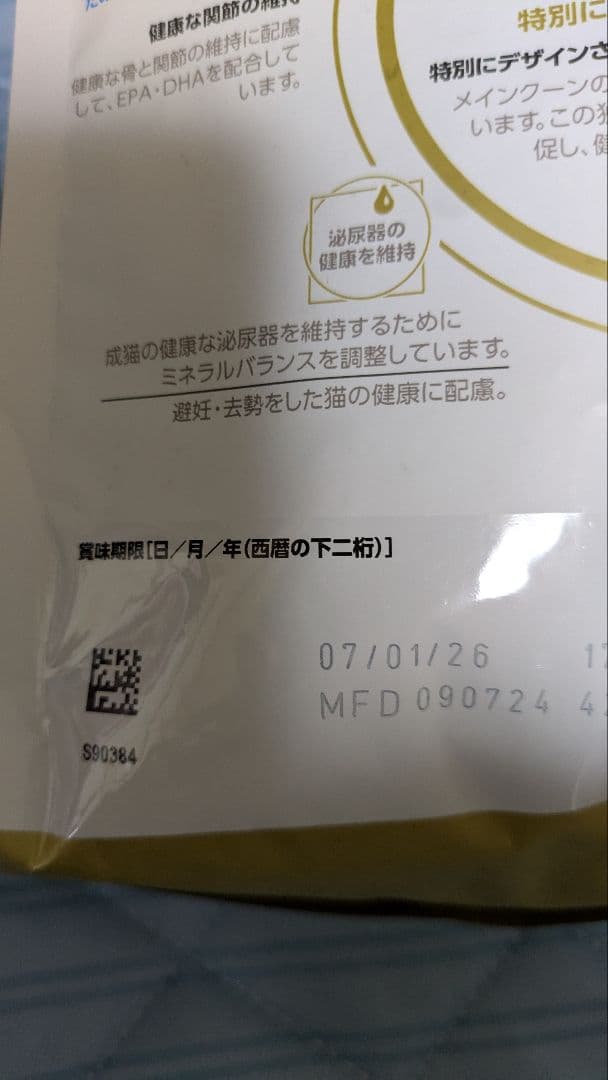 健康な関節の維持
健康な骨と関節の維持に配慮
して、EPA・DHAを配合して
います。
特別に
特別にデザインさ
メインクーンの
います。この
促し、健
泌尿器の
健康を維持
成猫の健康な泌尿器を維持するために
ミネラルバランスを調整しています。
避妊・去勢をした猫の健康に配慮。
賞味期限[日／月／年(西暦の下二桁)]
07/01/26
MFD 090724
S90384